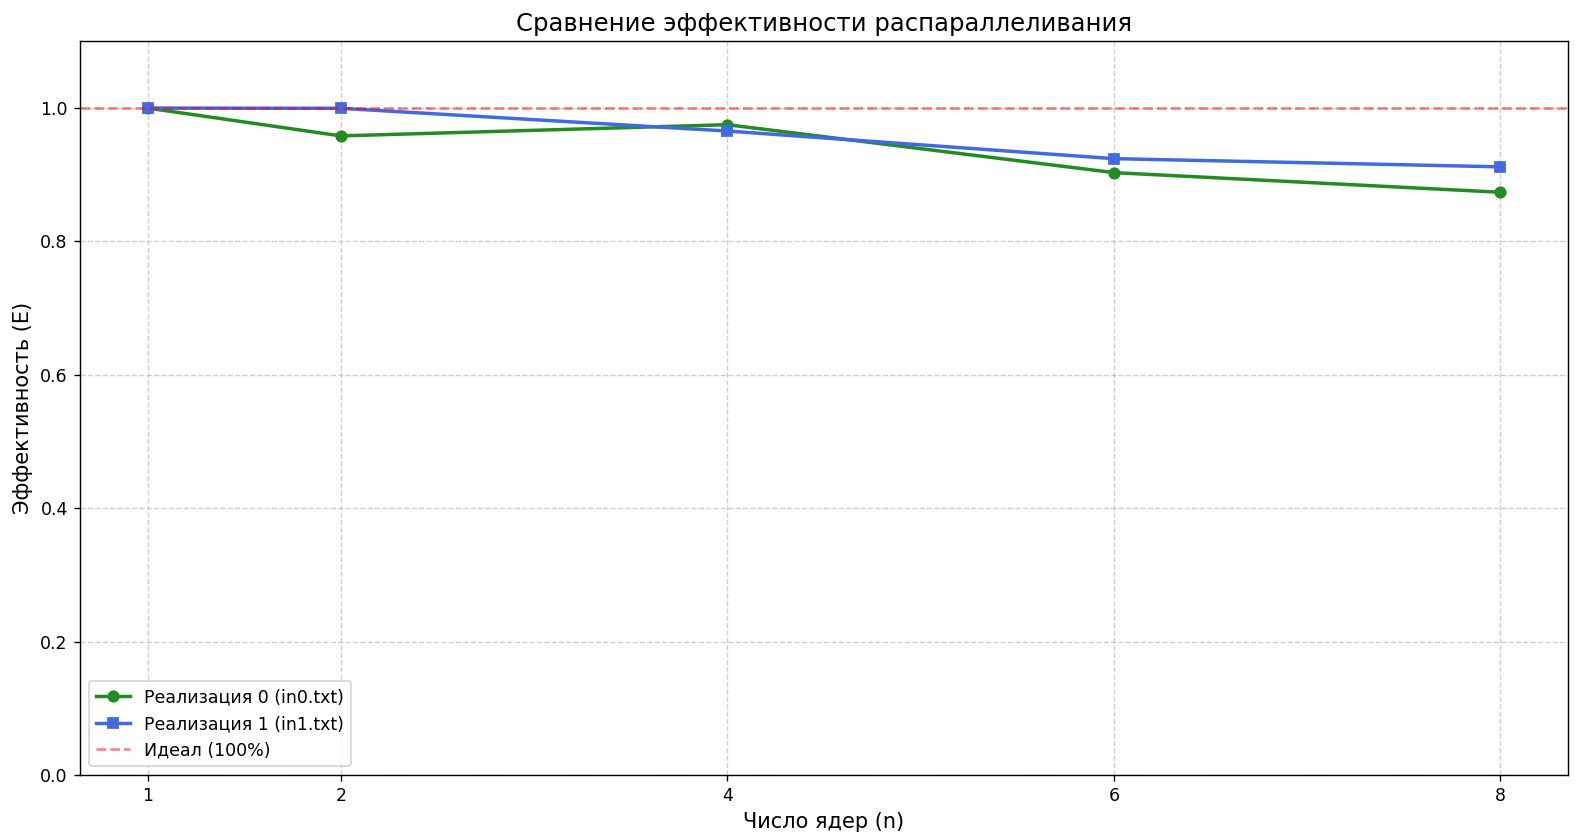 Сравнение эффективности распараллеливания
Эффективность (E)
1.0
0.8
0.6
0.4
0.2
0.0
Реализация 0 (in0.txt)
Реализация 1 (in1.txt)
Идеал (100%)
1 2 4 6 8
Число ядер (n)